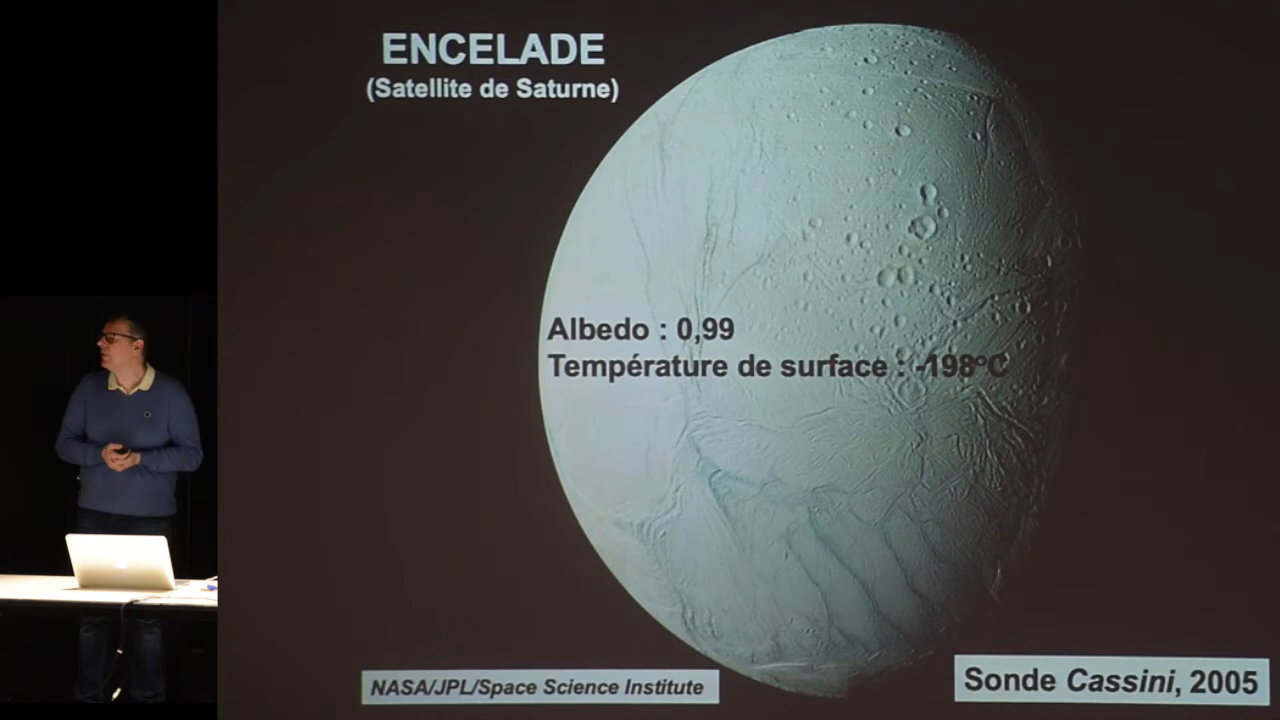 ENCELADE
(Satellite de Saturne)
Albedo : 0,99
Température de surface : -198°C
NASA/JPL/Space Science Institute
Sonde Cassini, 2005